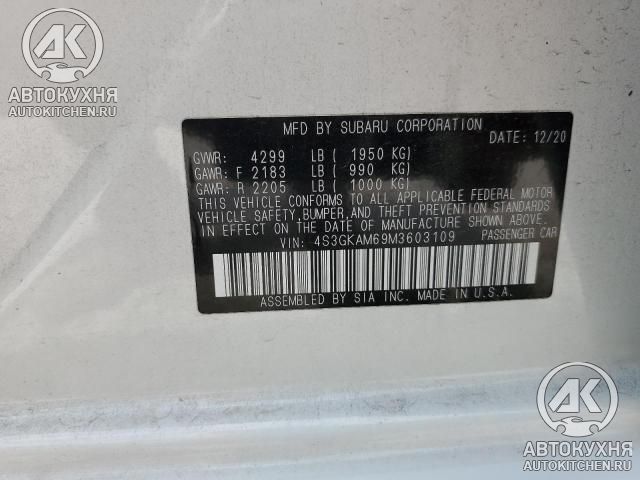 AK
АВТОКУХНЯ
AUTOKITCHEN.RU
MFD BY SUBARU CORPORATION
DATE: 12/20
GVWR: 4299 LB ( 1950 KG)
GAWR: F 2183 LB ( 990 KG)
GAWR: R 2205 LB ( 1000 KG)
THIS VEHICLE CONFORMS TO ALL APPLICABLE FEDERAL MOTOR
VEHICLE SAFETY,BUMPER,AND THEFT PREVENTION STANDARDS
IN EFFECT ON THE DATE OF MANUFACTURE SHOWN ABOVE.
VIN: 4S3GKAM69M3603109 PASSENGER CAR
ASSEMBLED BY SIA INC. MADE IN U.S.A.
AK
АВТОКУХНЯ
AUTOKITCHEN.RU